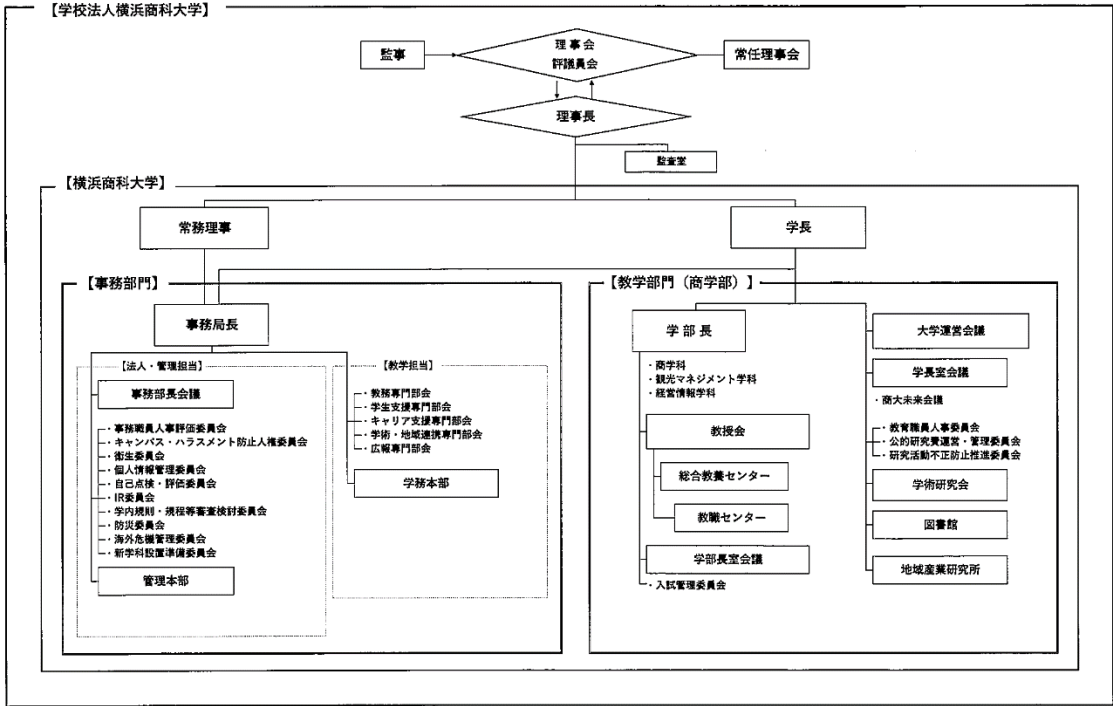 【学校法人横浜商科大学】
監事
理事会
評議員会
常任理事会
理事長
監査室
【横浜商科大学】
常務理事
学長
【事務部門】
事務局長
【法人・管理担当】
事務部長会議
・事務職員人事評価委員会
・キャンパス・ハラスメント防止人権委員会
・衛生委員会
・個人情報管理委員会
・自己点検・評価委員会
・IR委員会
・学内規則・規程等審査検討委員会
・防災委員会
・海外危機管理委員会
・新学科設置準備委員会
管理本部
【教学担当】
・教務専門部会
・学生支援専門部会
・キャリア支援専門部会
・学術・地域連携専門部会
・広報専門部会
学務本部
【教学部門（商学部）】
学部長
・商学科
・観光マネジメント学科
・経営情報学科
教授会
総合教養センター
教職センター
学部長室会議
・入試管理委員会
大学運営会議
学長室会議
・商大未来会議
・教育職員人事委員会
・公的研究費運営・管理委員会
・研究活動不正防止推進委員会
学術研究会
図書館
地域産業研究所